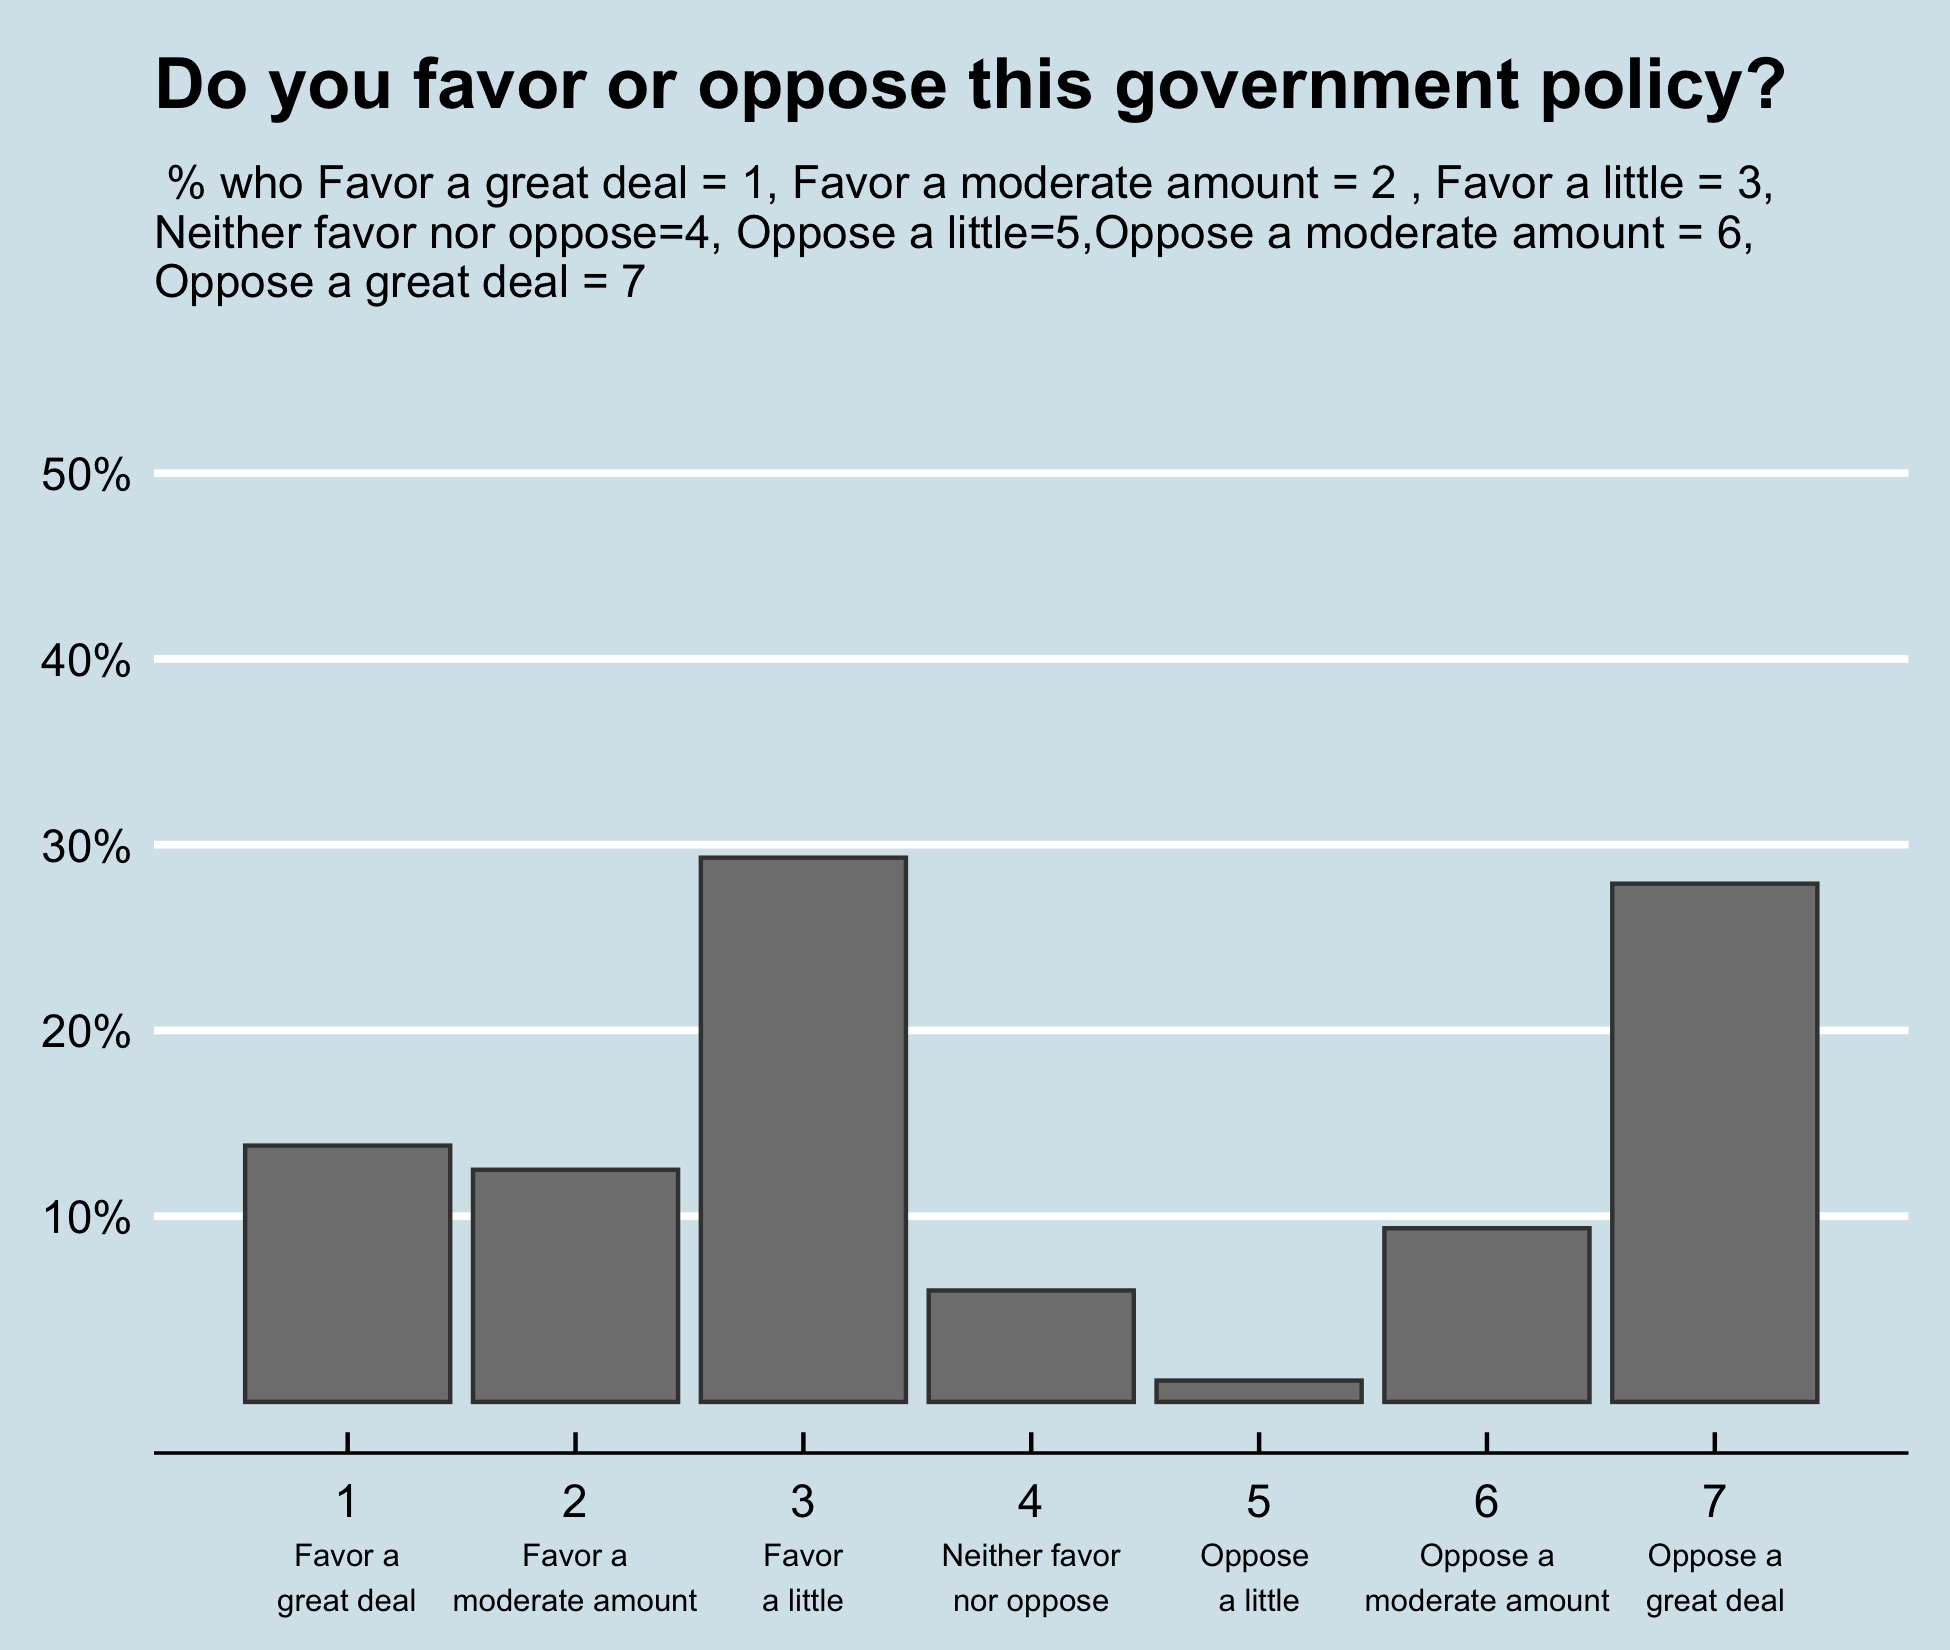 Do you favor or oppose this government policy?
% who Favor a great deal = 1, Favor a moderate amount = 2 , Favor a little = 3,
Neither favor nor oppose=4, Oppose a little=5,Oppose a moderate amount = 6,
Oppose a great deal = 7
50%
40%
30%
20%
10%
1 2 3 4 5 6 7
Favor a Favor a Favor Neither favor Oppose Oppose a Oppose a
great deal moderate amount a little nor oppose a little moderate amount great deal